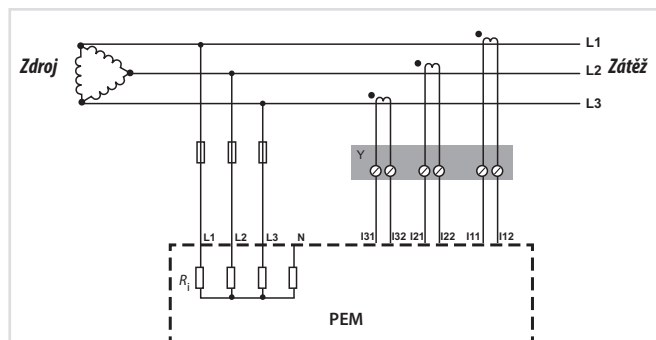 L1
Zdroj
L2 Zátěž
L3
Y
L1 L2 L3 N I31 I32 I21 I22 I11 I12
Ri
PEM